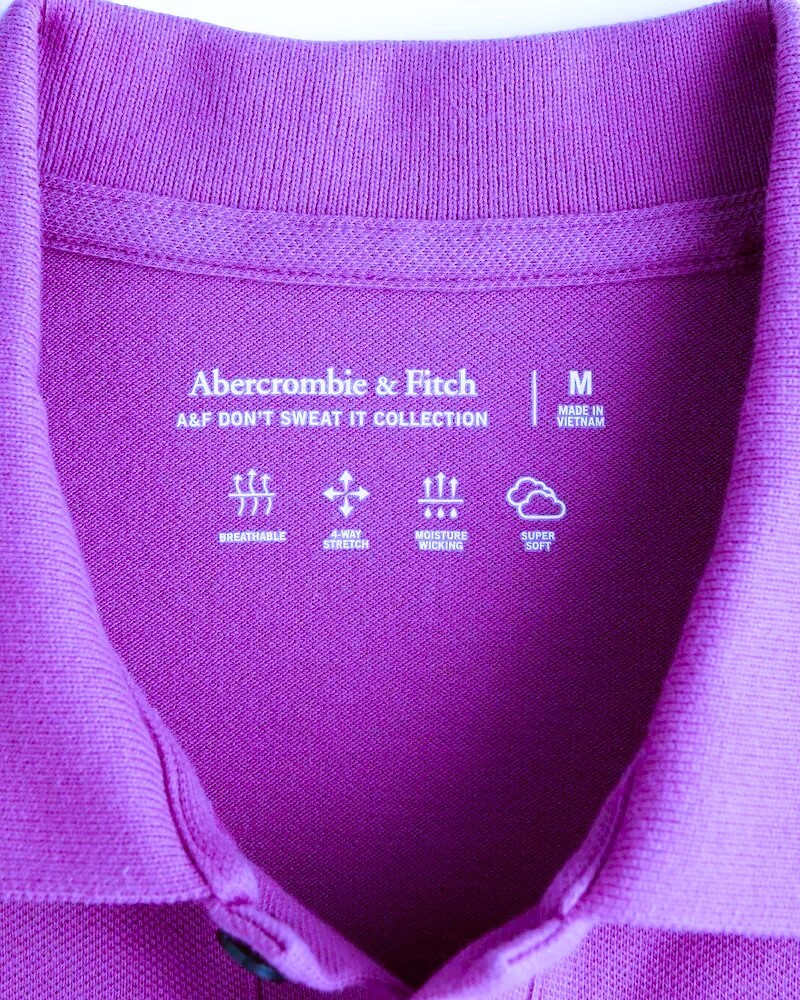 Abercrombie & Fitch
A&F DON'T SWEAT IT COLLECTION
M
MADE IN
VIETNAM
BREATHABLE
4-WAY
STRETCH
MOISTURE
WICKING
SUPER
SOFT